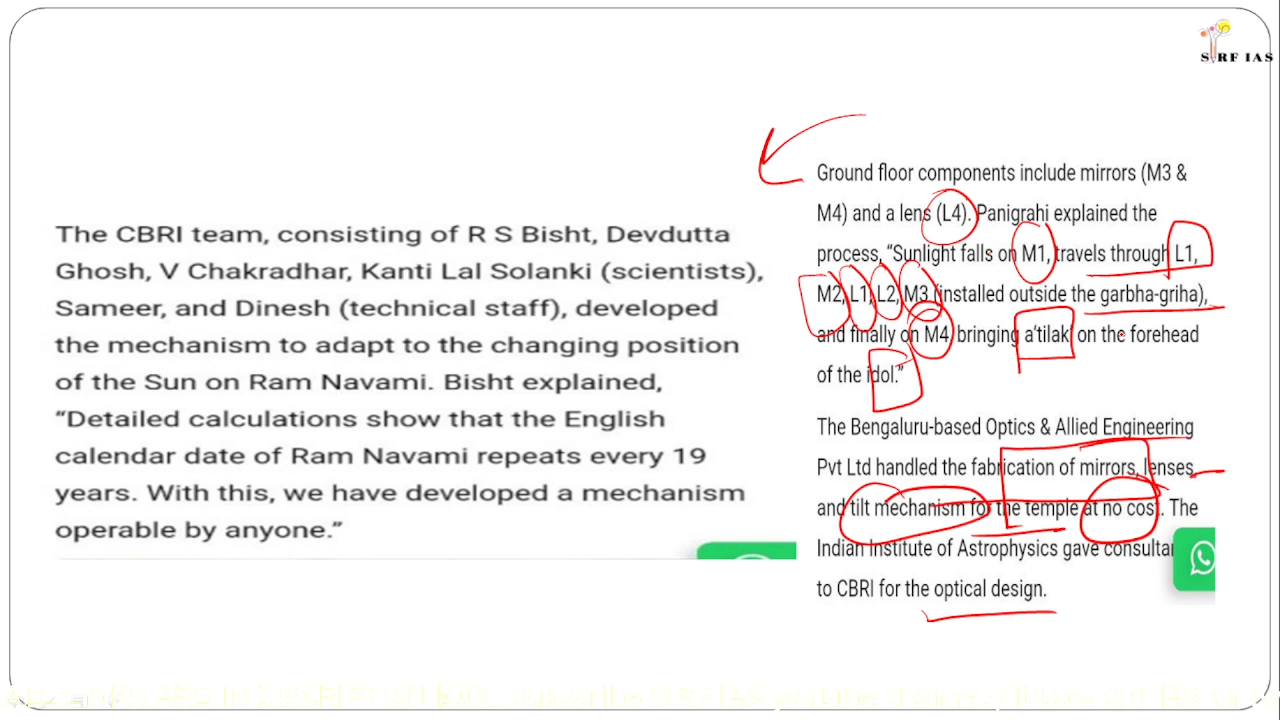 S RF IAS
The CBRI team, consisting of R S Bisht, Devdutta
Ghosh, V Chakradhar, Kanti Lal Solanki (scientists),
Sameer, and Dinesh (technical staff), developed
the mechanism to adapt to the changing position
of the Sun on Ram Navami. Bisht explained,
“Detailed calculations show that the English
calendar date of Ram Navami repeats every 19
years. With this, we have developed a mechanism
operable by anyone.”
Ground floor components include mirrors (M3 &
M4) and a lens (L4). Panigrahi explained the
process, “Sunlight falls on M1, travels through L1,
M2, L1, L2, M3 (installed outside the garbha-griha),
and finally on M4 bringing a‘tilak’ on the forehead
of the idol.”
The Bengaluru-based Optics & Allied Engineering
Pvt Ltd handled the fabrication of mirrors, lenses,
and tilt mechanism for the temple at no cost. The
Indian Institute of Astrophysics gave consulta
to CBRI for the optical design.